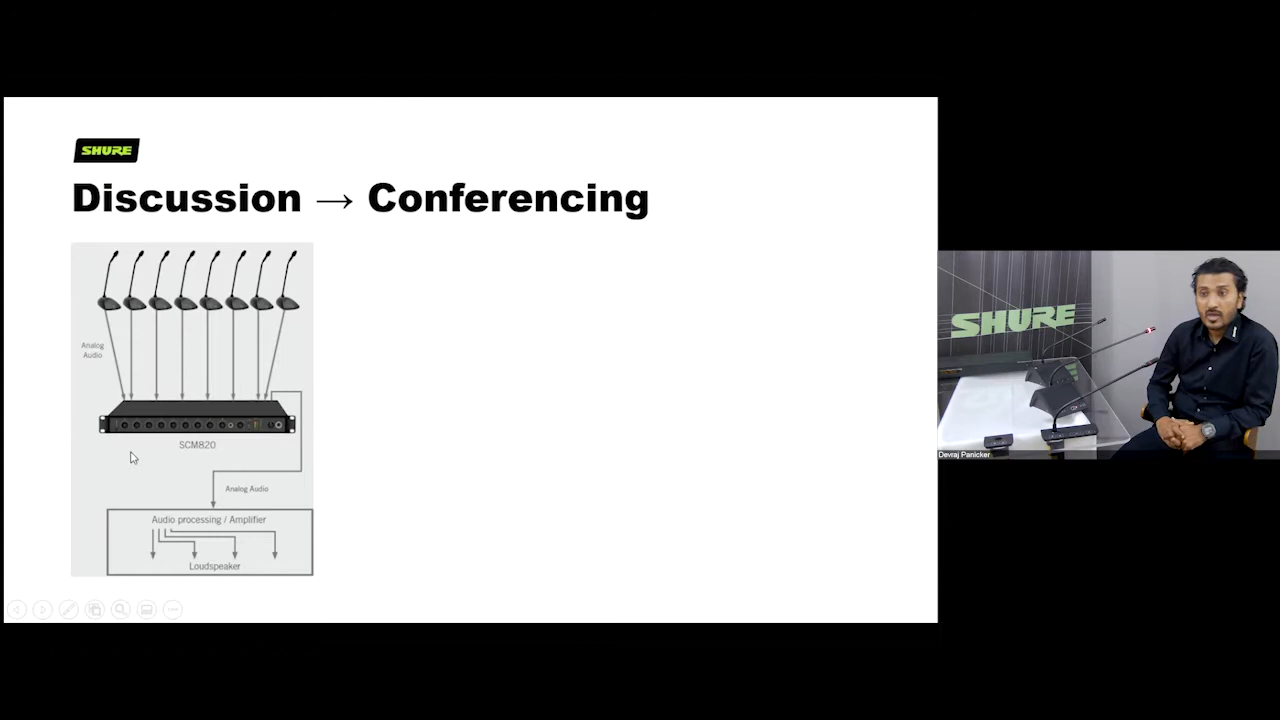 SHURE
Discussion → Conferencing
Analog
Audio
SCM820
Analog Audio
Audio processing / Amplifier
Loudspeaker
SHURE
Devraj Panicker